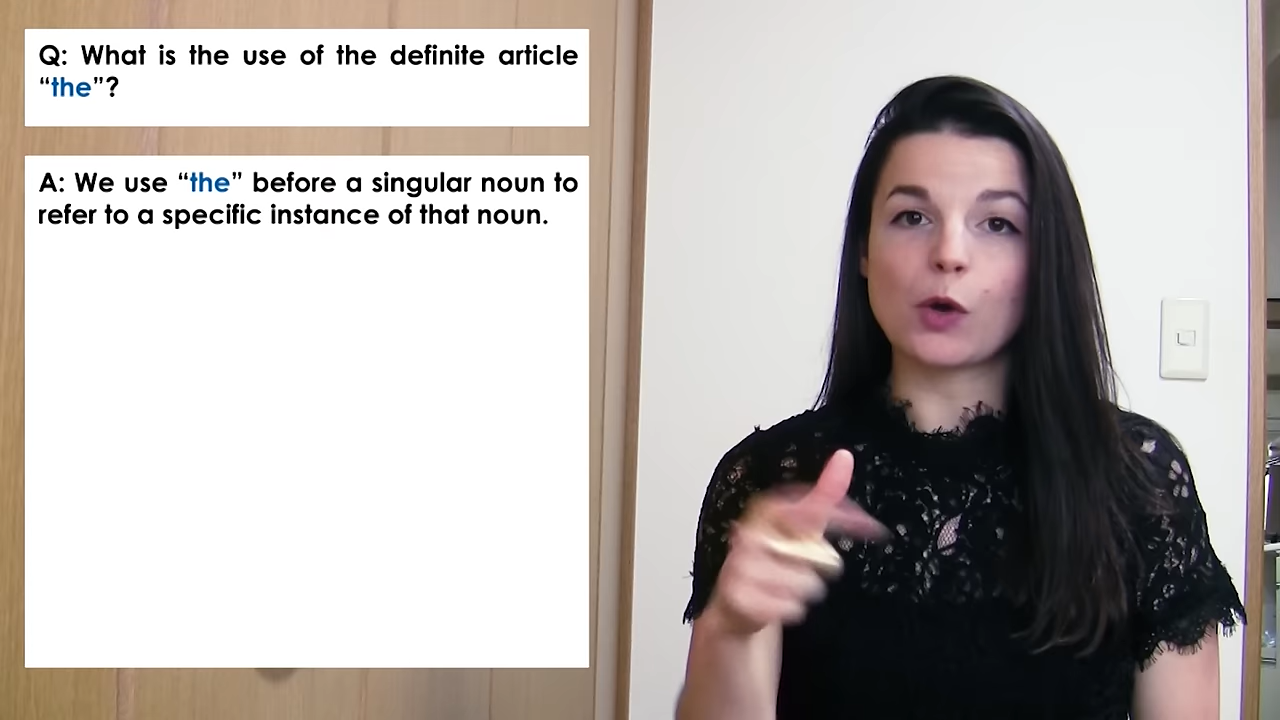 Q: What is the use of the definite article
“the”?
A: We use “the” before a singular noun to
refer to a specific instance of that noun.